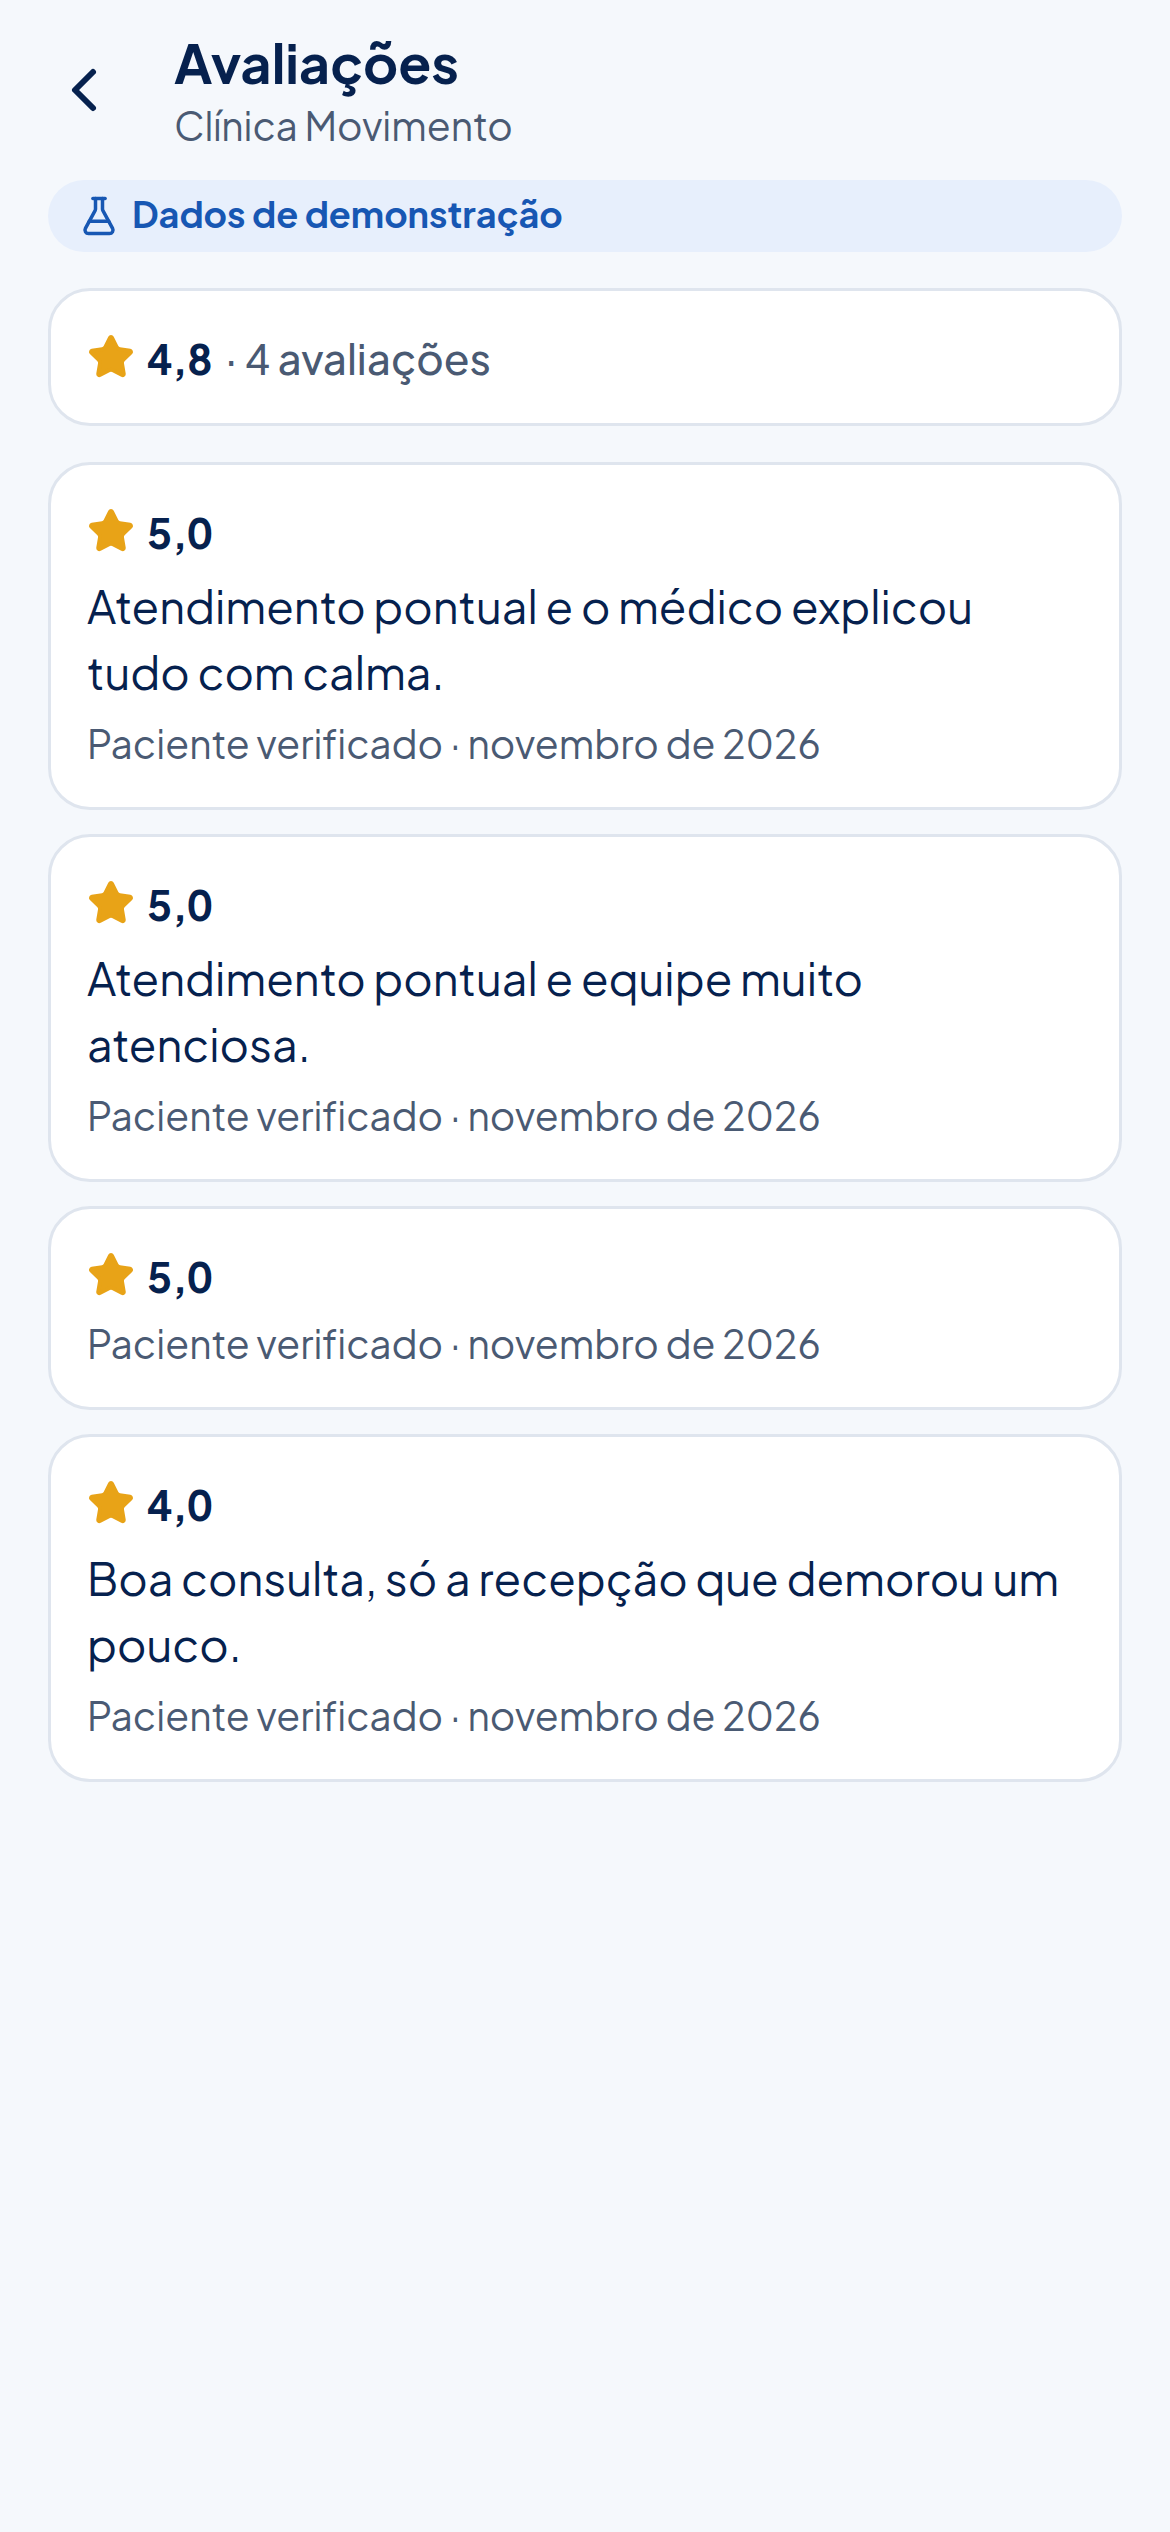 Avaliações
Clínica Movimento
Dados de demonstração
4,8 · 4 avaliações
5,0
Atendimento pontual e o médico explicou
tudo com calma.
Paciente verificado · novembro de 2026
5,0
Atendimento pontual e equipe muito
atenciosa.
Paciente verificado · novembro de 2026
5,0
Paciente verificado · novembro de 2026
4,0
Boa consulta, só a recepção que demorou um
pouco.
Paciente verificado · novembro de 2026